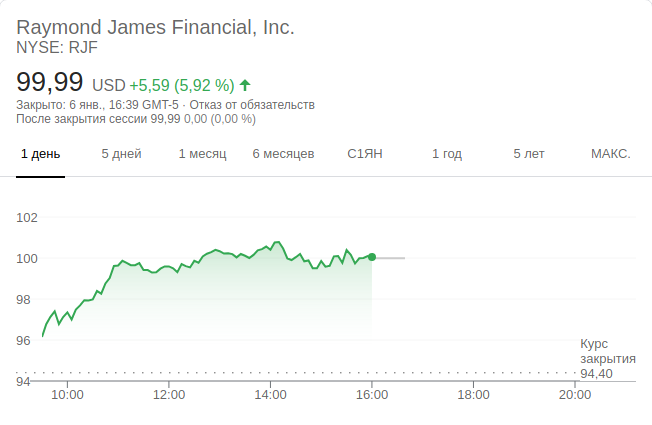 Raymond James Financial, Inc.
NYSE: RJF
99,99 USD +5,59 (5,92 %)
Закрыто: 6 янв., 16:39 GMT-5 · Отказ от обязательств
После закрытия сессии 99,99 0,00 (0,00 %)
1 день 5 дней 1 месяц 6 месяцев С1ЯН 1 год 5 лет МАКС.
102
100
98
96
Курс
закрытия
94,40
94
10:00 12:00 14:00 16:00 18:00 20:00